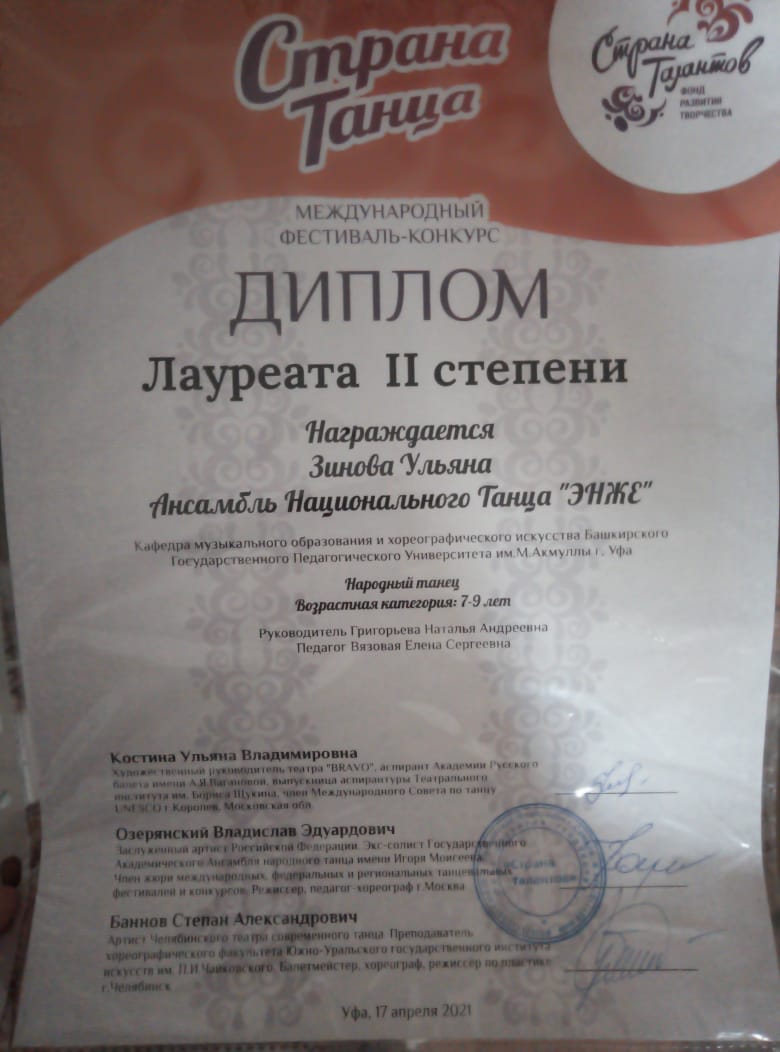 Страна
Танца
Страна
Талантов
ФОНД
РАЗВИТИЯ
ТВОРЧЕСТВА
МЕЖДУНАРОДНЫЙ
ФЕСТИВАЛЬ-КОНКУРС
ДИПЛОМ
Лауреата II степени
Награждается
Зинова Ульяна
Ансамбль Национального Танца "ЭНЖЕ"
Кафедра музыкального образования и хореографического искусства Башкирского
Государственного Педагогического Университета им.М.Акмуллы г. Уфа
Народный танец
Возрастная категория: 7-9 лет
Руководитель Григорьева Наталья Андреевна
Педагог Вязовая Елена Сергеевна
Костина Ульяна Владимировна
Художественный руководитель театра "BRAVO", аспирант Академии Русского
балета имени А.Я.Вагановой, выпускница аспирантуры Театрального
института им. Бориса Щукина, член Международного Совета по танцу
UNESCO г.Королев, Московская обл.
Озерянский Владислав Эдуардович
Заслуженный артист Российской Федерации. Экс-солист Государственного
Академического Ансамбля народного танца имени Игоря Моисеева.
Член жюри международных, федеральных и региональных танцевальных
фестивалей и конкурсов. Режиссер, педагог-хореограф г.Москва
Баннов Степан Александрович
Артист Челябинского театра современного танца. Преподаватель
хореографического факультета Южно-Уральского государственного института
искусств им. П.И.Чайковского. Балетмейстер, хореограф, режиссер по пластике
г.Челябинск
Страна
Талантов
Уфа, 17 апреля 2021